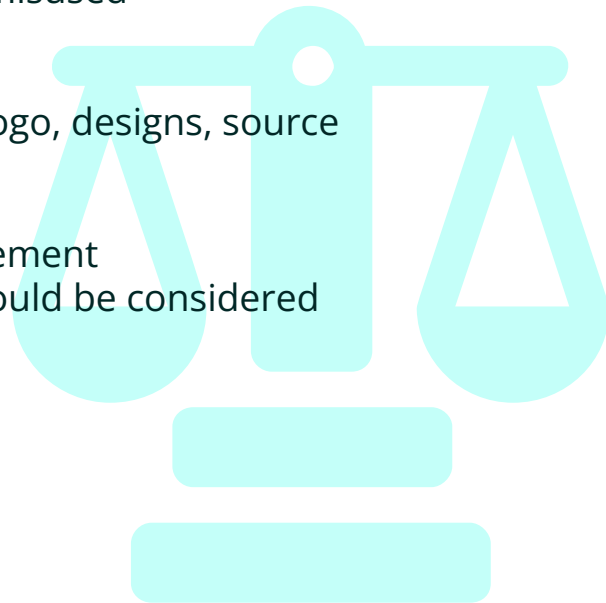 ogo, designs, source
ement
ould be considered